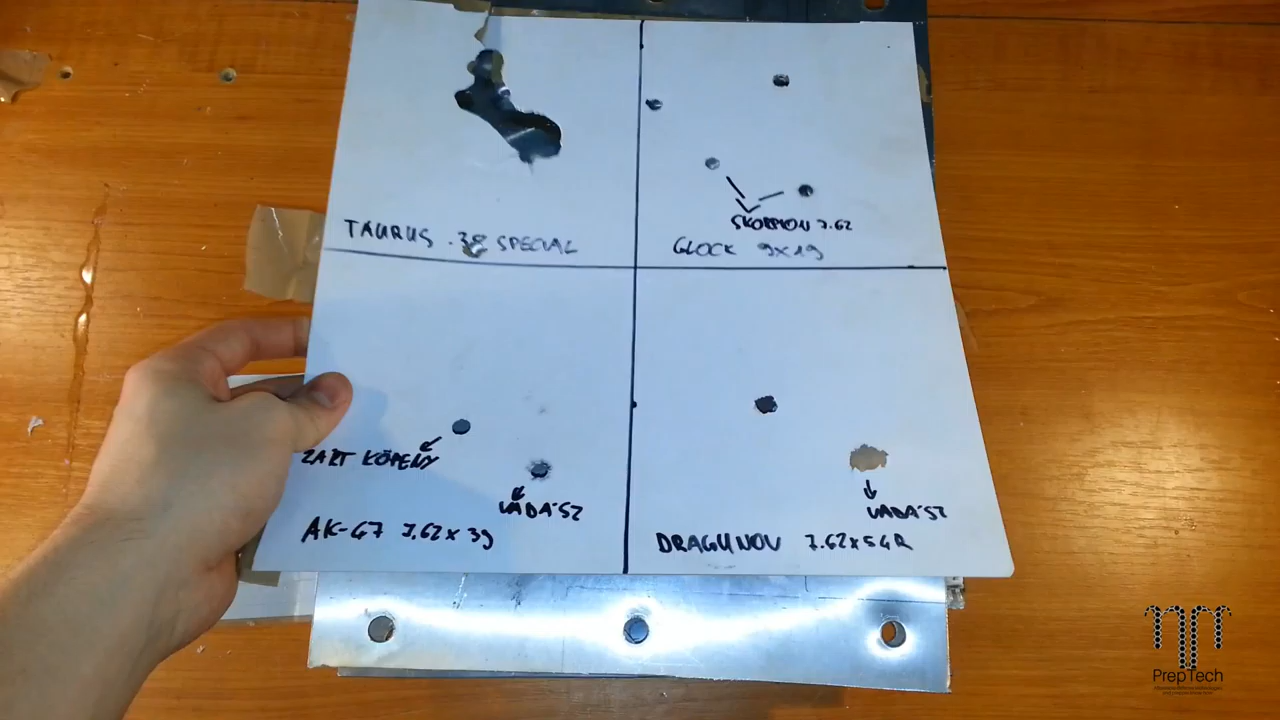 TAURUS .38 SPECIAL
SKORPION 7.62
GLOCK 9x19
ZÁRT KÖPENY
VADÁSZ
AK-47 7,62x39
VADÁSZ
DRAGUNOV 7.62x54R
PrepTech